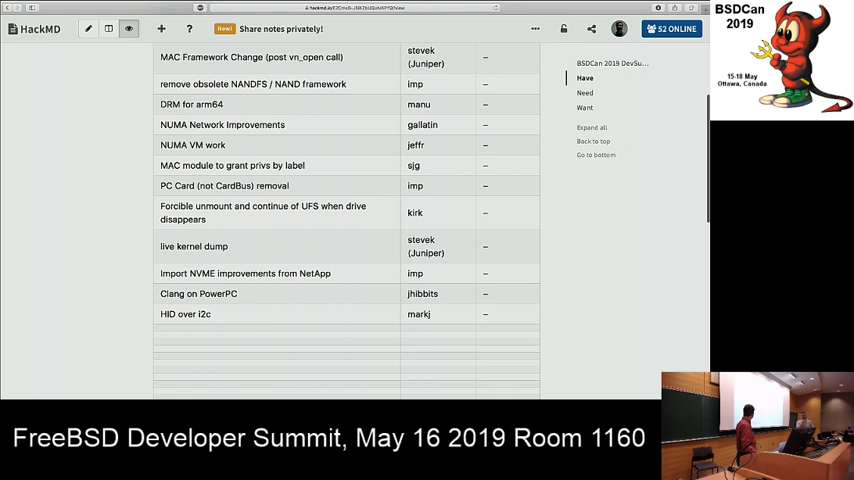 HackMD
?
New! Share notes privately!
52 ONLINE
MAC Framework Change (post vn_open call)
stevek
(Juniper)
–
remove obsolete NANDFS / NAND framework
imp
–
DRM for arm64
manu
–
NUMA Network Improvements
gallatin
–
NUMA VM work
jeffr
–
MAC module to grant privs by label
sjg
–
PC Card (not CardBus) removal
imp
–
Forcible unmount and continue of UFS when drive
disappears
kirk
–
live kernel dump
stevek
(Juniper)
–
Import NVME improvements from NetApp
imp
–
Clang on PowerPC
jhibbits
–
HID over i2c
markj
–
BSDCan 2019 DevSu...
Have
Need
Want
Expand all
Back to top
Go to bottom
BSDCan
2019
15-18 May
Ottawa, Canada
FreeBSD Developer Summit, May 16 2019 Room 1160